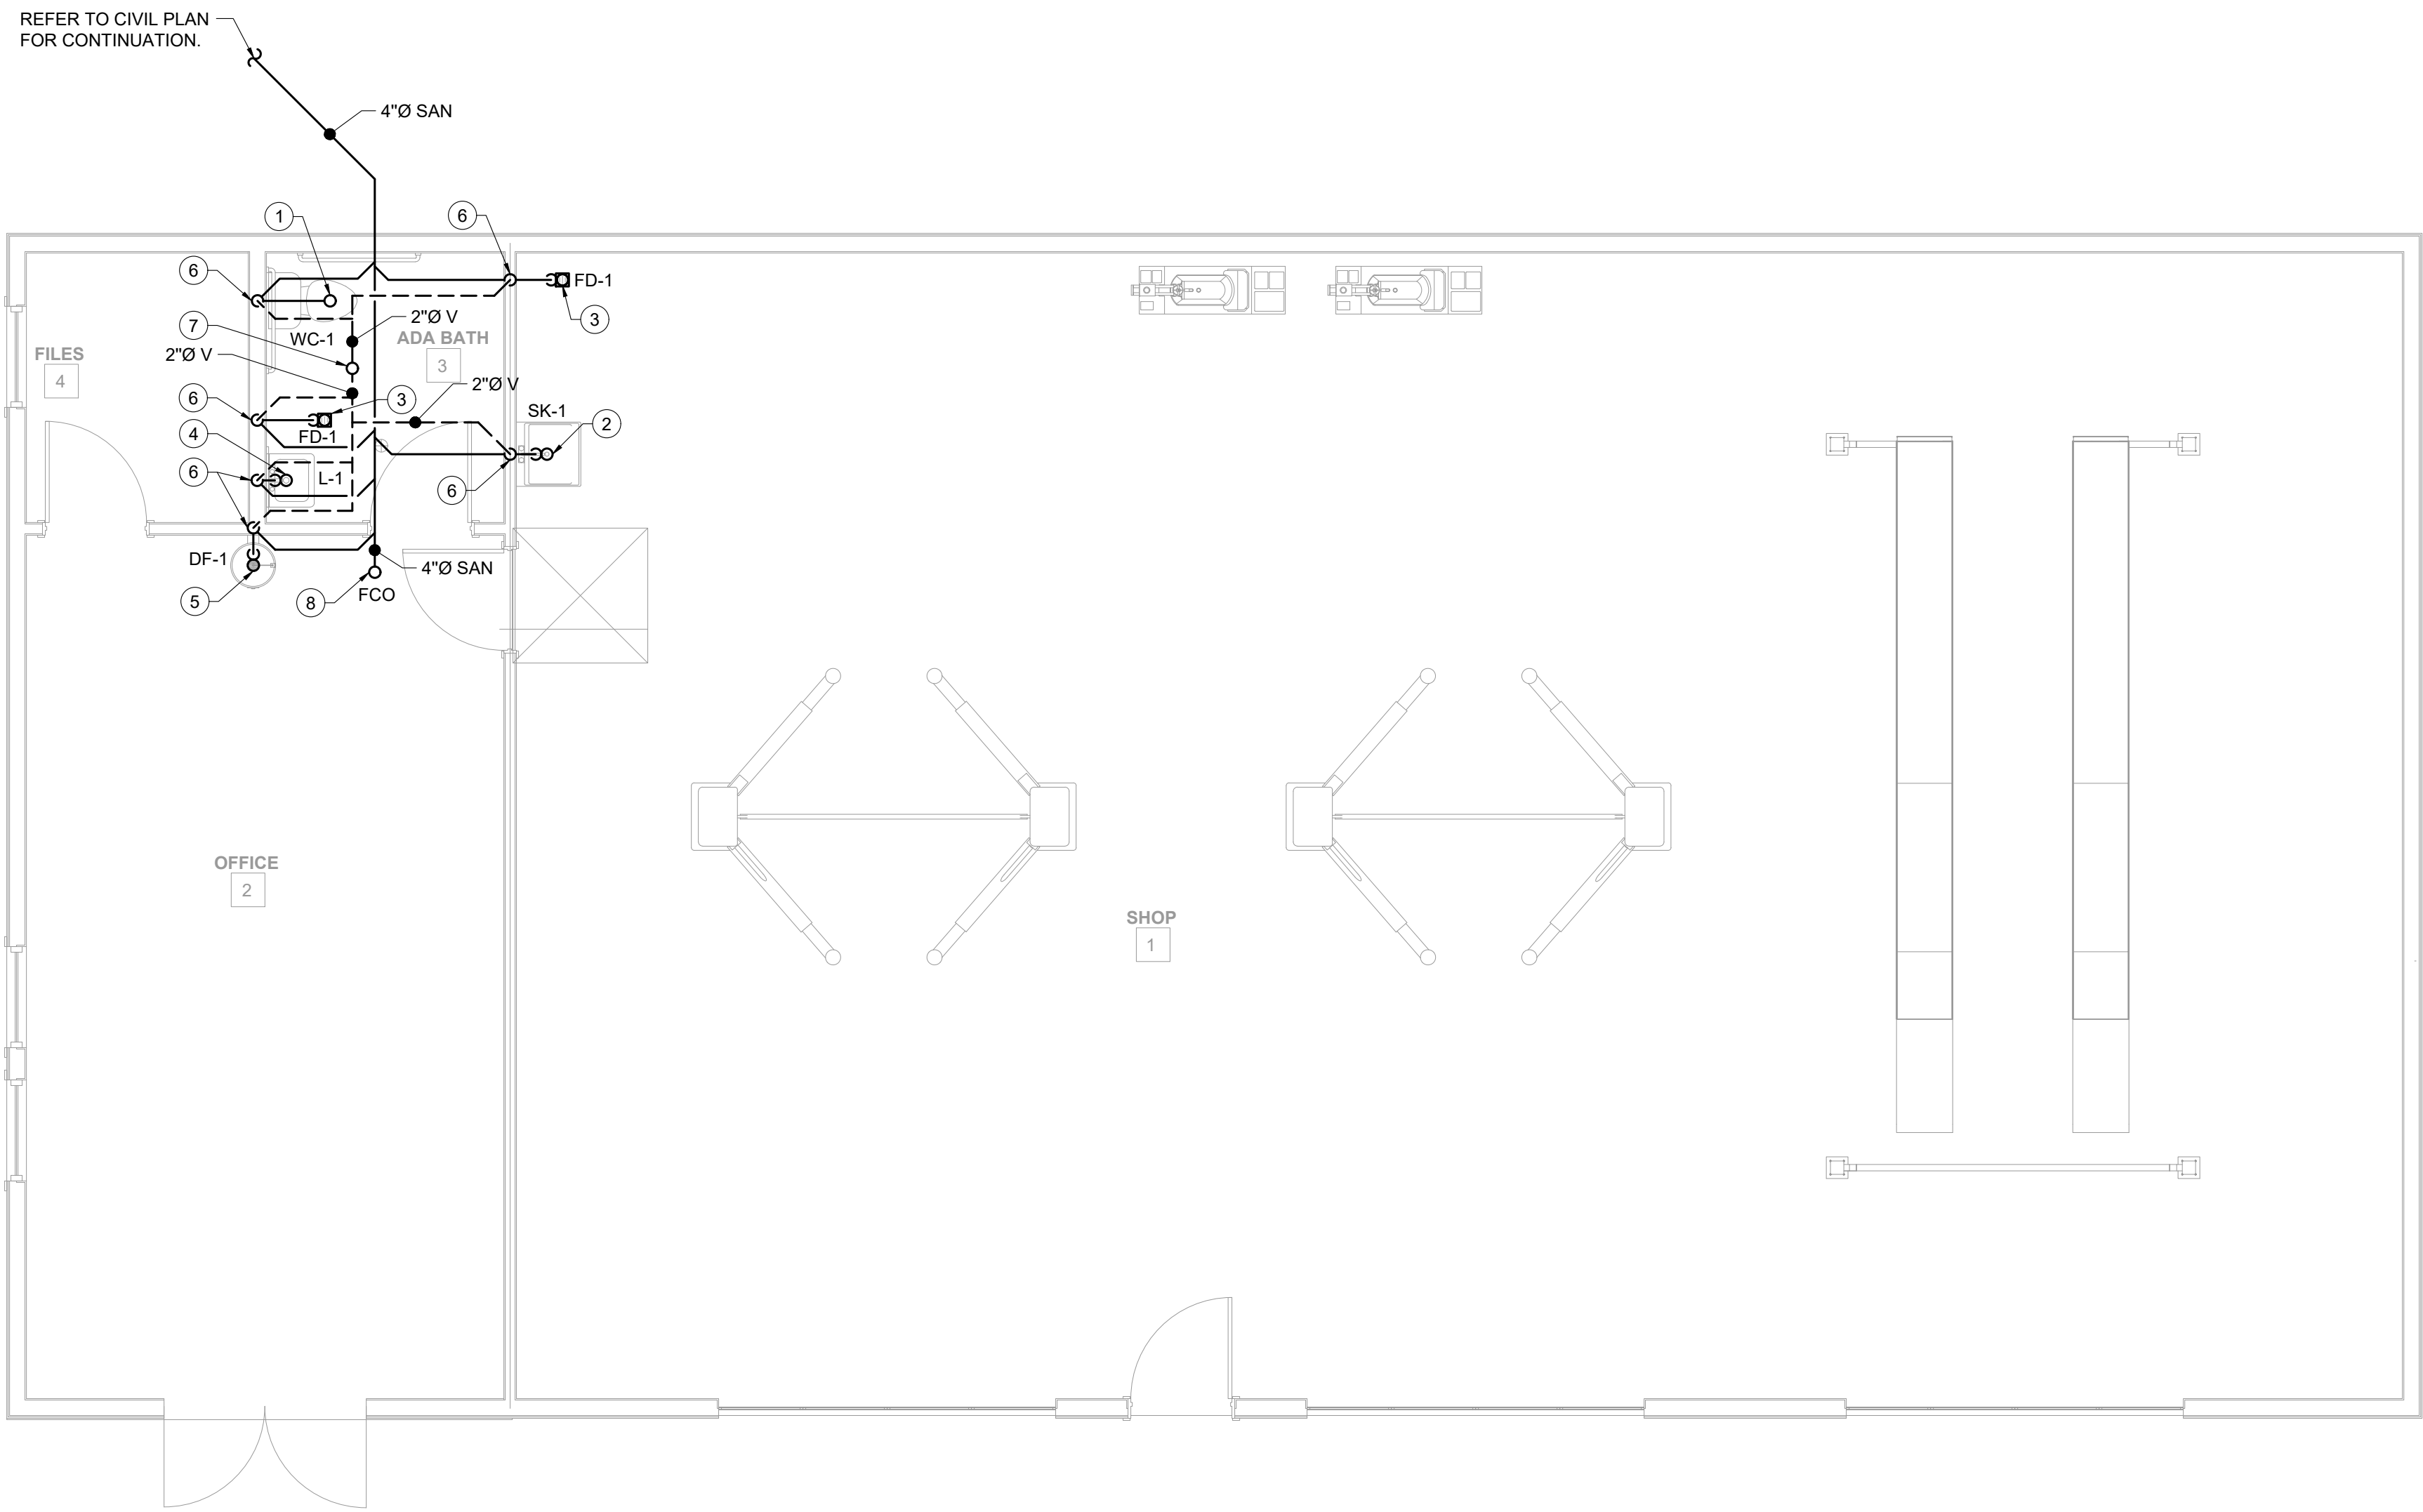 REFER TO CIVIL PLAN
FOR CONTINUATION.
4"Ø SAN
1
6
6
FD-1
3
7
2"Ø V
WC-1
ADA BATH
3
2"Ø V
FILES
4
2"Ø V
6
3
SK-1
2
4
FD-1
6
L-1
6
DF-1
4"Ø SAN
5
8
FCO
OFFICE
2
SHOP
1